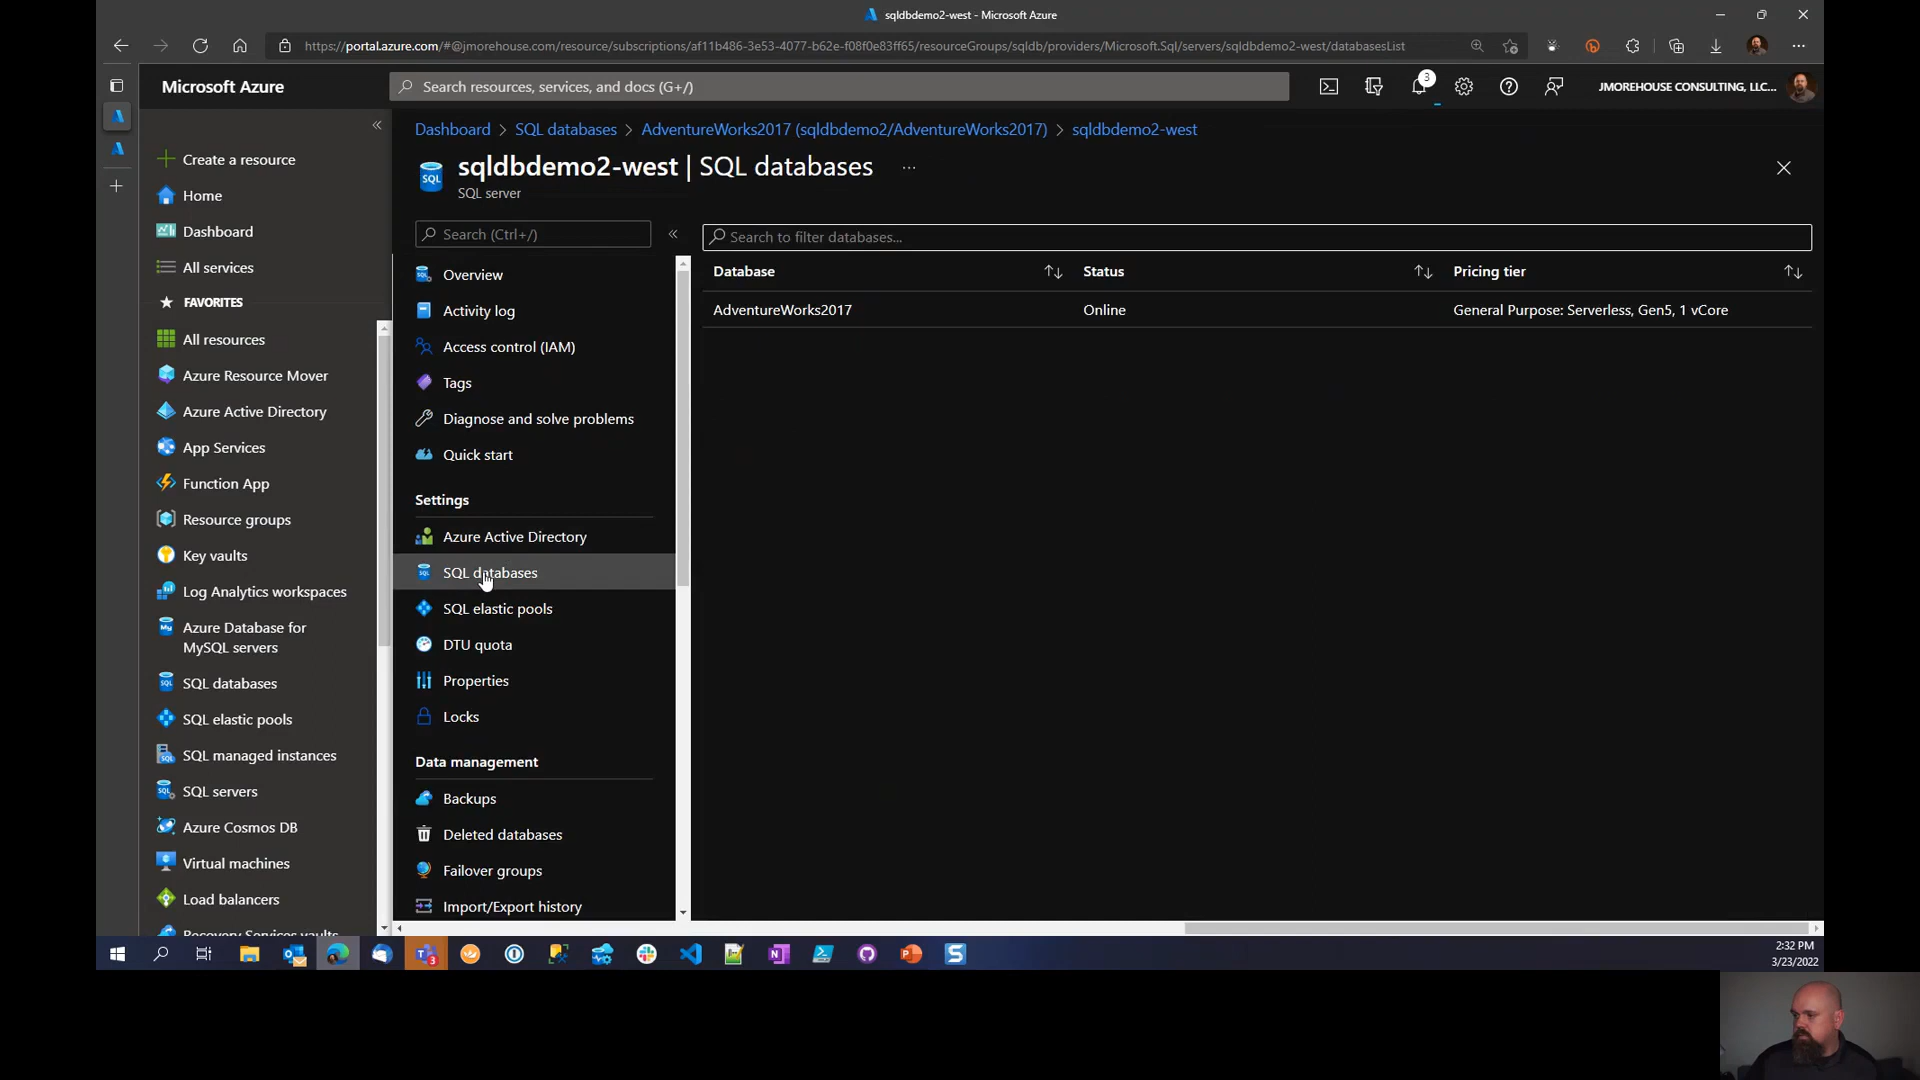 sqldbdemo2-west - Microsoft Azure
https://portal.azure.com/#@jmorehouse.com/resource/subscriptions/af11b486-3e53-4077-b62e-f08f0e83ff65/resourceGroups/sqldb/providers/Microsoft.Sql/servers/sqldbdemo2-west/databasesList
Microsoft Azure
Search resources, services, and docs (G+/)
3
JMOREHOUSE CONSULTING, LLC...
Create a resource
Home
Dashboard
All services
FAVORITES
All resources
Azure Resource Mover
Azure Active Directory
App Services
Function App
Resource groups
Key vaults
Log Analytics workspaces
Azure Database for
MySQL servers
SQL databases
SQL elastic pools
SQL managed instances
SQL servers
Azure Cosmos DB
Virtual machines
Load balancers
Recovery Services vaults
Dashboard > SQL databases > AdventureWorks2017 (sqldbdemo2/AdventureWorks2017) > sqldbdemo2-west
sqldbdemo2-west | SQL databases ...
SQL server
Search (Ctrl+/)
Overview
Activity log
Access control (IAM)
Tags
Diagnose and solve problems
Quick start
Settings
Azure Active Directory
SQL databases
SQL elastic pools
DTU quota
Properties
Locks
Data management
Backups
Deleted databases
Failover groups
Import/Export history
Search to filter databases...
Database Status Pricing tier
AdventureWorks2017 Online General Purpose: Serverless, Gen5, 1 vCore
2:32 PM
3/23/2022